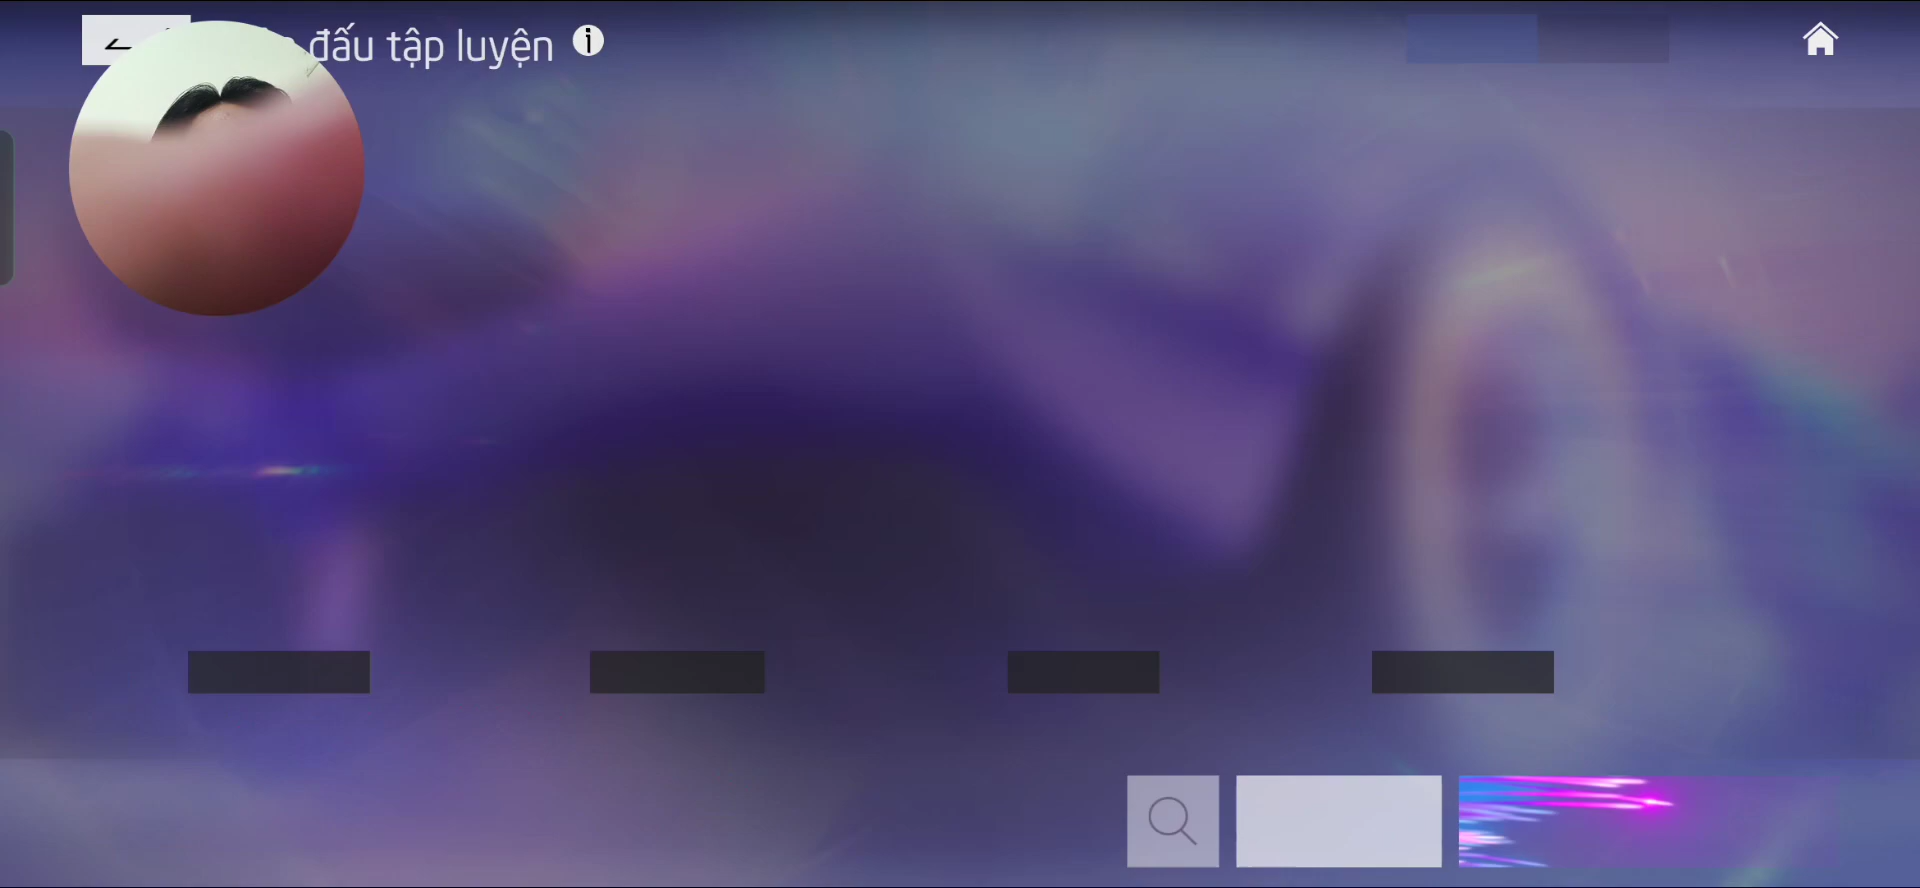 đấu tập luyện